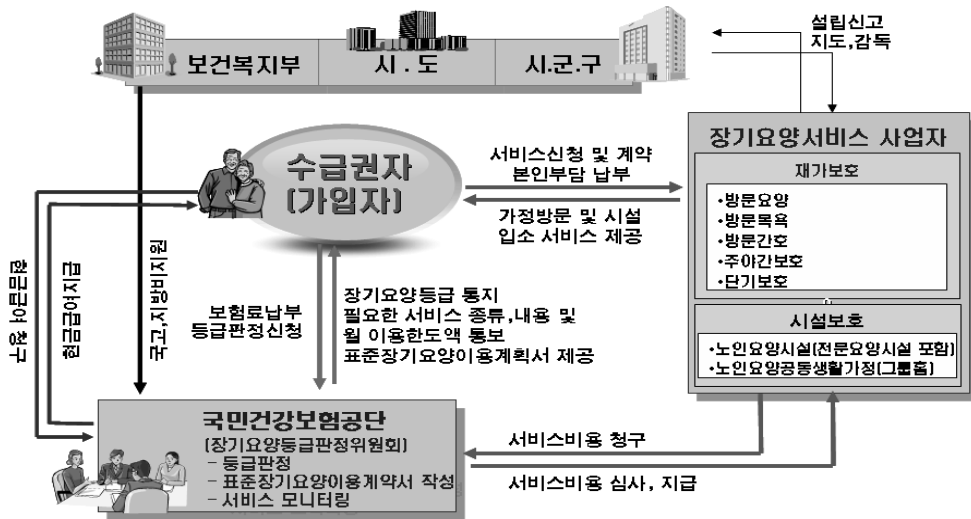 보건복지부
시 . 도
시.군.구
설립신고
지도,감독
수급권자
(가입자)
서비스신청 및 계약
본인부담 납부
가정방문 및 시설
입소 서비스 제공
장기요양서비스 사업자
재가보호
•방문요양
•방문목욕
•방문간호
•주야간보호
•단기보호
시설보호
•노인요양시설(전문요양시설 포함)
•노인요양공동생활가정(그룹홈)
현금급여 청구
현금급여지급
국고,지방비지원
보험료납부
등급판정신청
장기요양등급 통지
필요한 서비스 종류,내용 및
월 이용한도액 통보
표준장기요양이용계획서 제공
국민건강보험공단
(장기요양등급판정위원회)
– 등급판정
– 표준장기요양이용계약서 작성
– 서비스 모니터링
서비스비용 청구
서비스비용 심사, 지급